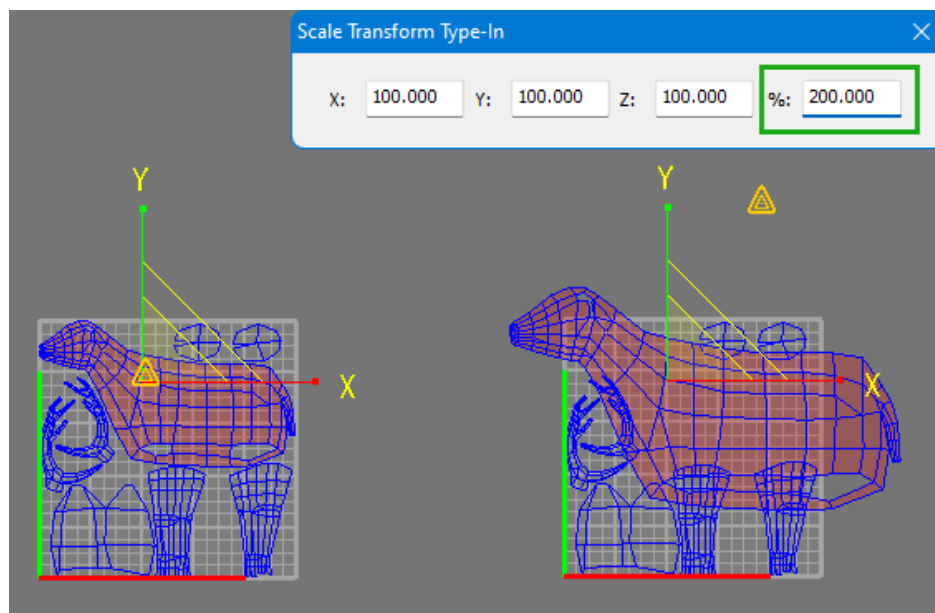 Scale Transform Type-In
X: 100.000 Y: 100.000 Z: 100.000 %: 200.000
Y Y
X X